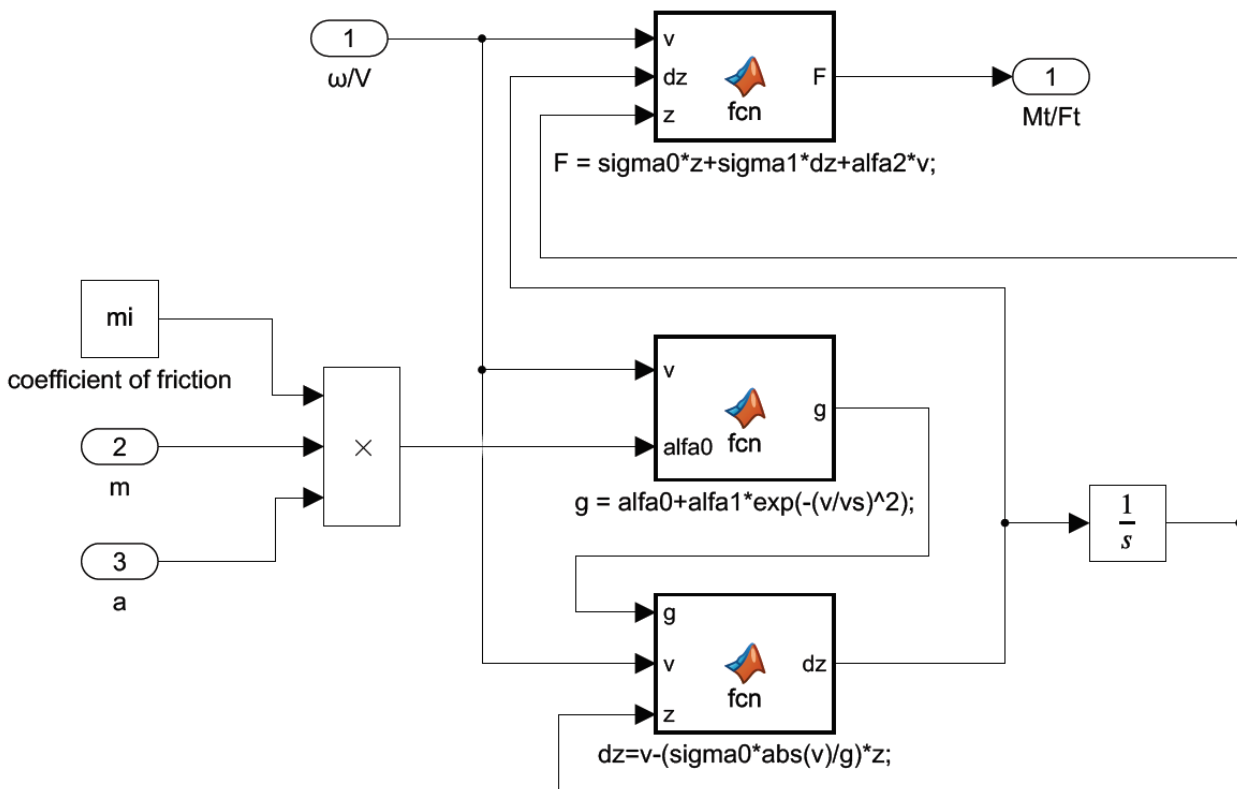 1
ω/V
v
dz
z
fcn
F
1
Mt/Ft
F = sigma0*z+sigma1*dz+alfa2*v;
mi
coefficient of friction
2
m
3
a
×
v
alfa0
fcn
g
g = alfa0+alfa1*exp(-(v/vs)^2);
1
s
g
v
z
fcn
dz
dz=v-(sigma0*abs(v)/g)*z;